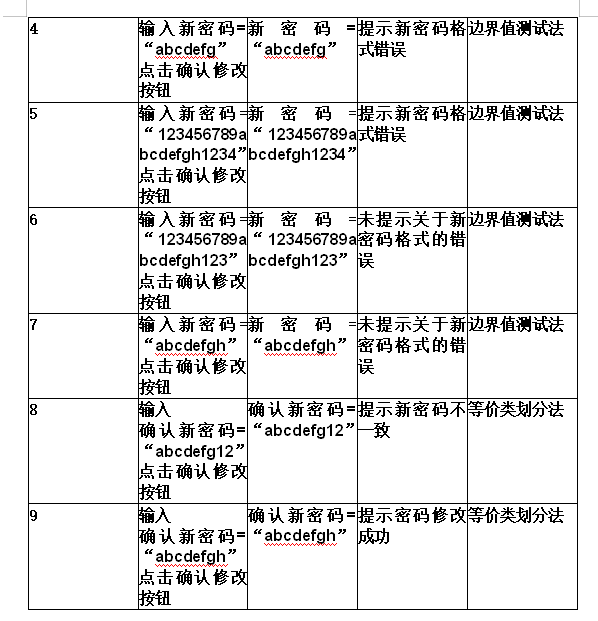 4
输入新密码=
“abcdefg”
点击确认修改
按钮
新密码=
“abcdefg”
提示新密码格
式错误
边界值测试法
5
输入新密码=
“123456789a
bcdefgh1234”
点击确认修改
按钮
新密码=
“123456789a
bcdefgh1234”
提示新密码格
式错误
边界值测试法
6
输入新密码=
“123456789a
bcdefgh123”
点击确认修改
按钮
新密码=
“123456789a
bcdefgh123”
未提示关于新
密码格式的错
误
边界值测试法
7
输入新密码=
“abcdefgh”
点击确认修改
按钮
新密码=
“abcdefgh”
未提示关于新
密码格式的错
误
边界值测试法
8
输入
确认新密码=
“abcdefg12”
点击确认修改
按钮
确认新密码=
“abcdefg12”
提示新密码不
一致
等价类划分法
9
输入
确认新密码=
“abcdefgh”
点击确认修改
按钮
确认新密码=
“abcdefgh”
提示密码修改
成功
等价类划分法